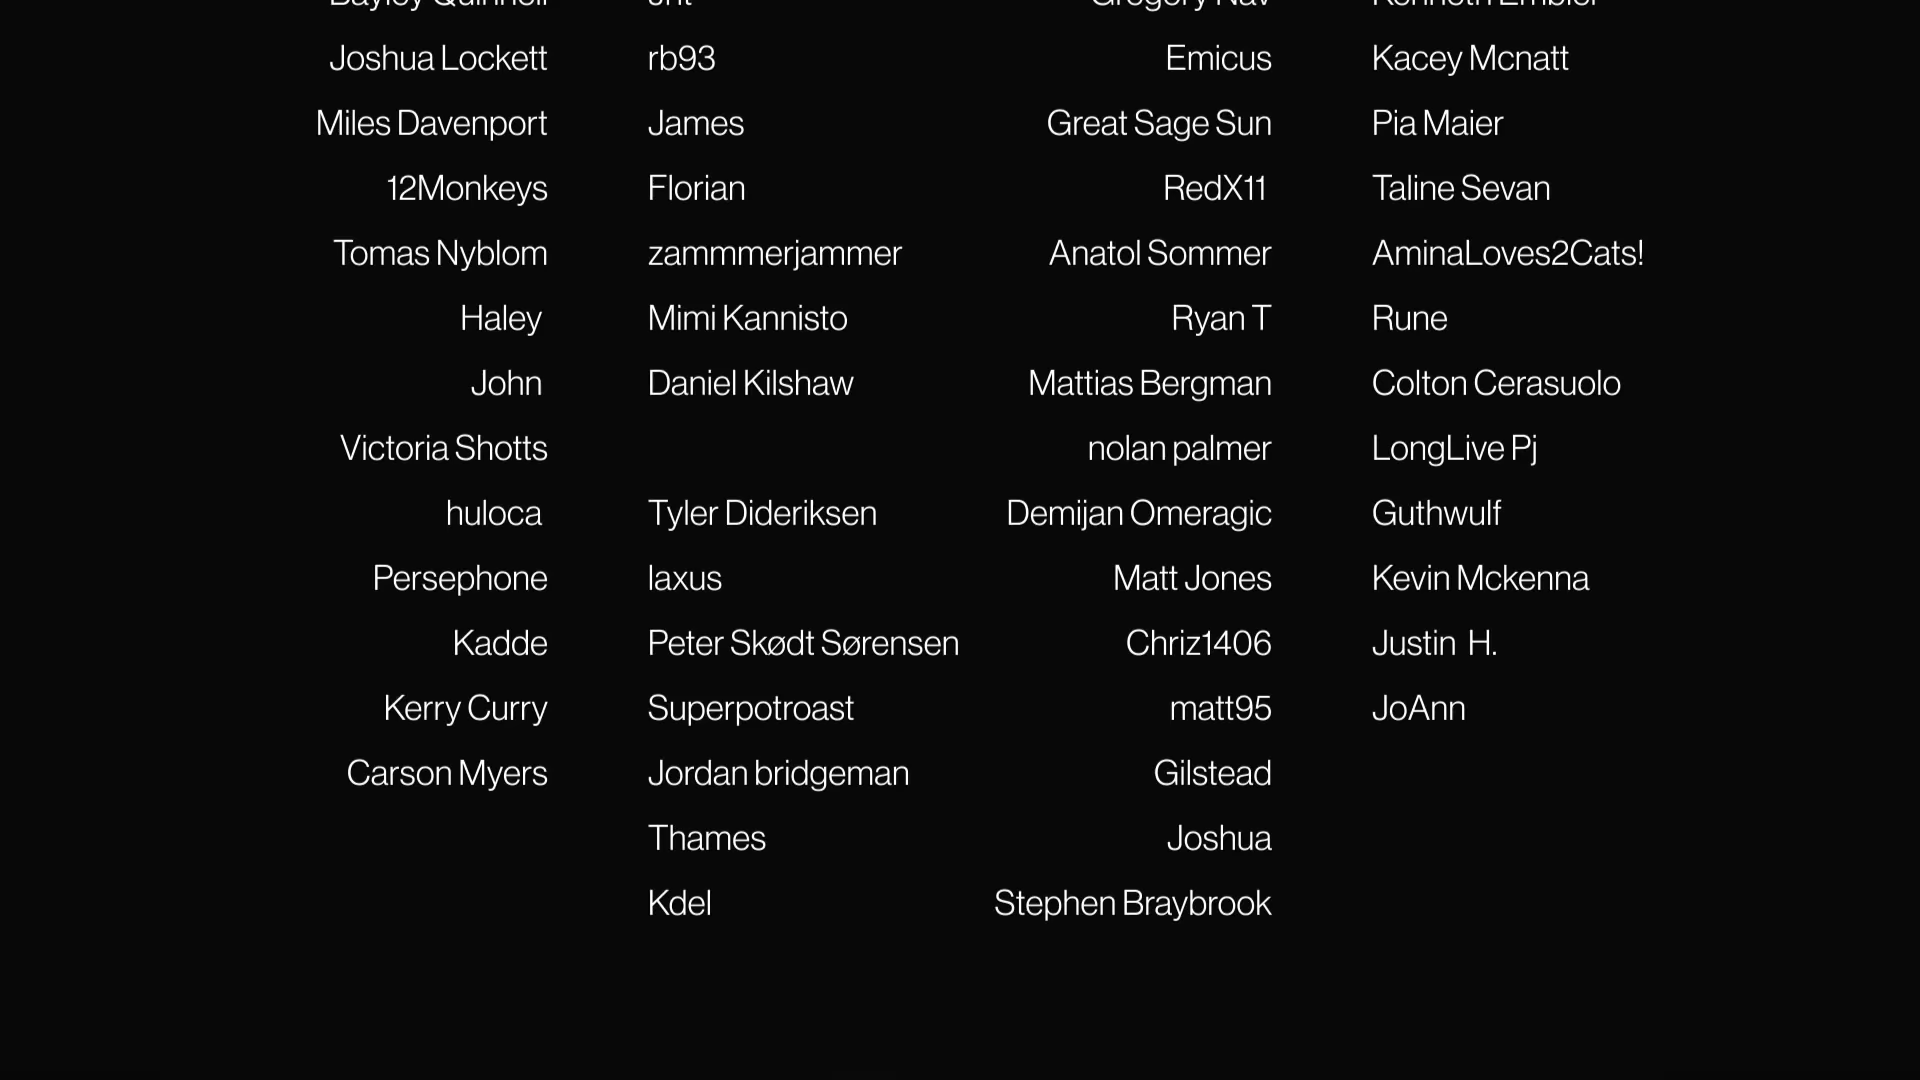 Joshua Lockett
Miles Davenport
12Monkeys
Tomas Nyblom
Haley
John
Victoria Shotts
huloca
Persephone
Kadde
Kerry Curry
Carson Myers
rb93
James
Florian
zammmerjammer
Mimi Kannisto
Daniel Kilshaw
Tyler Dideriksen
laxus
Peter Skødt Sørensen
Superpotroast
Jordan bridgeman
Thames
Kdel
Emicus
Great Sage Sun
RedX11
Anatol Sommer
Ryan T
Mattias Bergman
nolan palmer
Demijan Omeragic
Matt Jones
Chriz1406
matt95
Gilstead
Joshua
Stephen Braybrook
Kacey Mcnatt
Pia Maier
Taline Sevan
AminaLoves2Cats!
Rune
Colton Cerasuolo
LongLive Pj
Guthwulf
Kevin Mckenna
Justin  H.
JoAnn